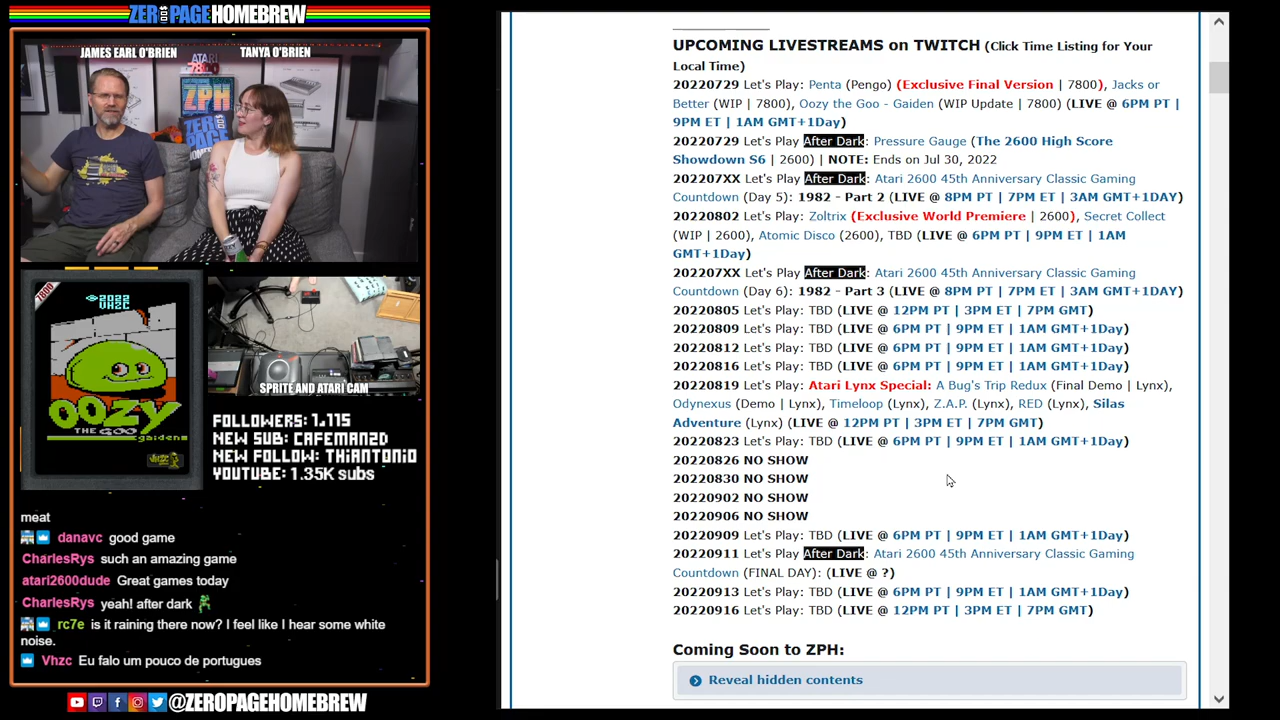 ZERO PAGE HOMEBREW
JAMES EARL O'BRIEN
TANYA O'BRIEN
ATARI
7800
ZPH
ZERO
PAGE
7800
©2022
VHZC
OOZY
THE GOO
gaiden
VHZC
SPRITE AND ATARI CAM
FOLLOWERS: 1,115
NEW SUB: CAFEMAN2D
NEW FOLLOW: THIANTONIO
YOUTUBE: 1.35K subs
meat
danavc good game
CharlesRys such an amazing game
atari2600dude Great games today
CharlesRys yeah! after dark
rc7e is it raining there now? I feel like I hear some white
noise.
Vhzc Eu falo um pouco de portugues
@ZEROPAGEHOMEBREW
UPCOMING LIVESTREAMS on TWITCH (Click Time Listing for Your
Local Time)
20220729 Let's Play: Penta (Pengo) (Exclusive Final Version | 7800), Jacks or
Better (WIP | 7800), Oozy the Goo - Gaiden (WIP Update | 7800) (LIVE @ 6PM PT |
9PM ET | 1AM GMT+1Day)
20220729 Let's Play After Dark: Pressure Gauge (The 2600 High Score
Showdown S6 | 2600) | NOTE: Ends on Jul 30, 2022
202207XX Let's Play After Dark: Atari 2600 45th Anniversary Classic Gaming
Countdown (Day 5): 1982 - Part 2 (LIVE @ 8PM PT | 7PM ET | 3AM GMT+1DAY)
20220802 Let's Play: Zoltrix (Exclusive World Premiere | 2600), Secret Collect
(WIP | 2600), Atomic Disco (2600), TBD (LIVE @ 6PM PT | 9PM ET | 1AM
GMT+1Day)
202207XX Let's Play After Dark: Atari 2600 45th Anniversary Classic Gaming
Countdown (Day 6): 1982 - Part 3 (LIVE @ 8PM PT | 7PM ET | 3AM GMT+1DAY)
20220805 Let's Play: TBD (LIVE @ 12PM PT | 3PM ET | 7PM GMT)
20220809 Let's Play: TBD (LIVE @ 6PM PT | 9PM ET | 1AM GMT+1Day)
20220812 Let's Play: TBD (LIVE @ 6PM PT | 9PM ET | 1AM GMT+1Day)
20220816 Let's Play: TBD (LIVE @ 6PM PT | 9PM ET | 1AM GMT+1Day)
20220819 Let's Play: Atari Lynx Special: A Bug's Trip Redux (Final Demo | Lynx),
Odynexus (Demo | Lynx), Timeloop (Lynx), Z.A.P. (Lynx), RED (Lynx), Silas
Adventure (Lynx) (LIVE @ 12PM PT | 3PM ET | 7PM GMT)
20220823 Let's Play: TBD (LIVE @ 6PM PT | 9PM ET | 1AM GMT+1Day)
20220826 NO SHOW
20220830 NO SHOW
20220902 NO SHOW
20220906 NO SHOW
20220909 Let's Play: TBD (LIVE @ 6PM PT | 9PM ET | 1AM GMT+1Day)
20220911 Let's Play After Dark: Atari 2600 45th Anniversary Classic Gaming
Countdown (FINAL DAY): (LIVE @ ?)
20220913 Let's Play: TBD (LIVE @ 6PM PT | 9PM ET | 1AM GMT+1Day)
20220916 Let's Play: TBD (LIVE @ 12PM PT | 3PM ET | 7PM GMT)
Coming Soon to ZPH:
Reveal hidden contents